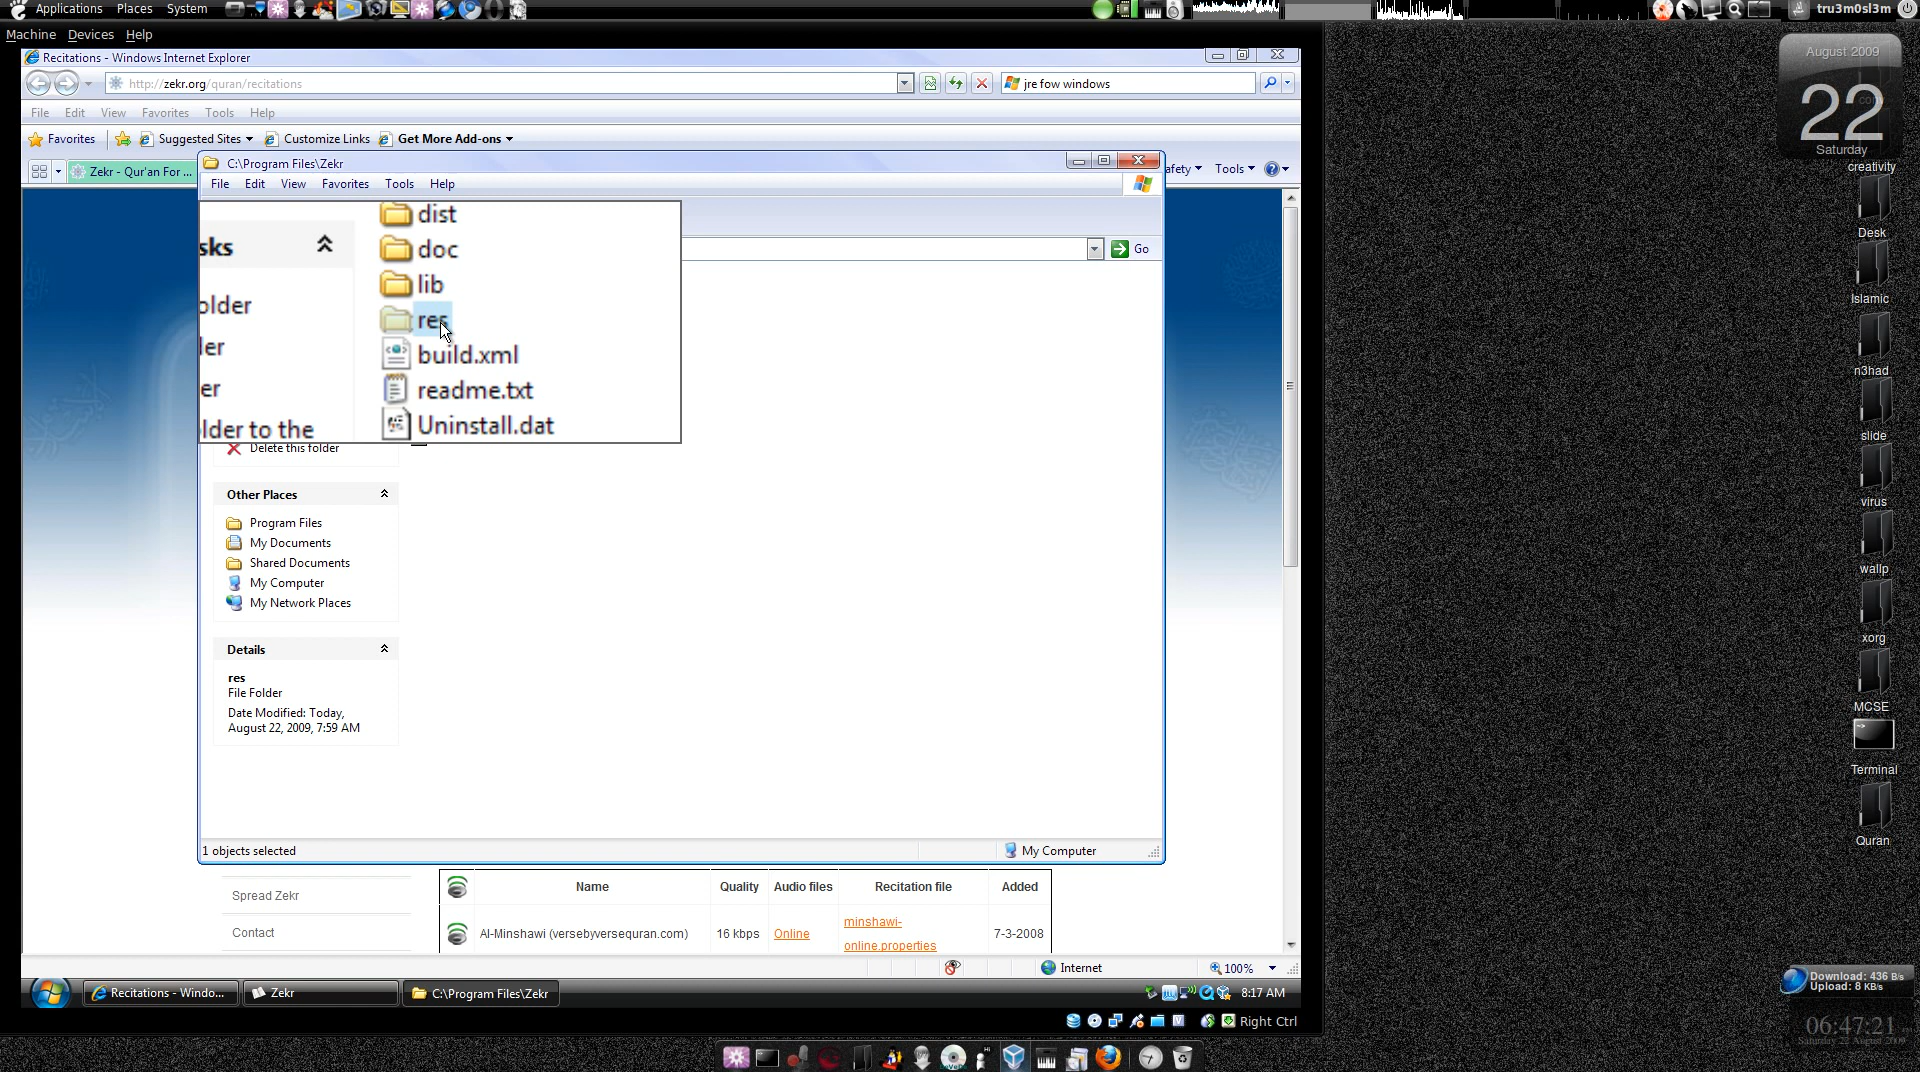 Applications Places System
tru3m0sl3m
Machine Devices Help
Recitations - Windows Internet Explorer
http://zekr.org/quran/recitations
jre fow windows
File Edit View Favorites Tools Help
Favorites Suggested Sites Customize Links Get More Add-ons
Zekr - Qur'an For ...
afety Tools
C:\Program Files\Zekr
File Edit View Favorites Tools Help
Go
dist
sks
doc
lib
older
res
ler
build.xml
er
readme.txt
lder to the
Uninstall.dat
Delete this folder
Other Places
Program Files
My Documents
Shared Documents
My Computer
My Network Places
Details
res
File Folder
Date Modified: Today,
August 22, 2009, 7:59 AM
1 objects selected
My Computer
Spread Zekr
Contact
Name Quality Audio files Recitation file Added
Al-Minshawi (versebyversequran.com) 16 kbps Online minshawi-
online.properties 7-3-2008
Internet
100%
Recitations - Windo...
Zekr
C:\Program Files\Zekr
8:17 AM
Right Ctrl
August 2009
22
Saturday
creativity
Desk
Islamic
n3had
slide
virus
wallp
xorg
MCSE
Terminal
Quran
Download: 436 B/s
Upload: 8 KB/s
06:47:21
Saturday 22 August 2009